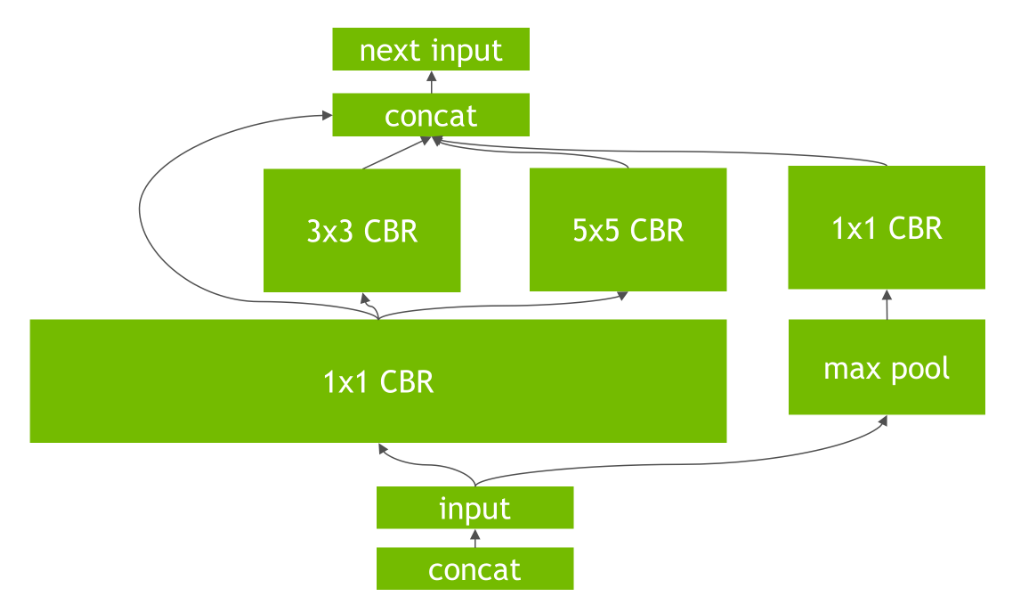 next input
concat
3x3 CBR
5x5 CBR
1x1 CBR
1x1 CBR
max pool
input
concat